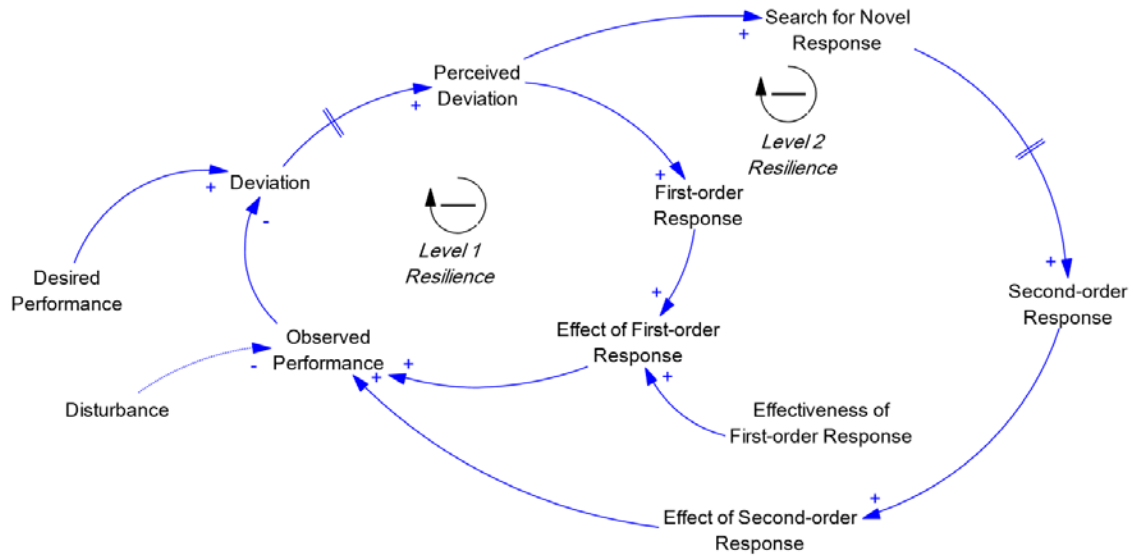 Search for Novel
Response
+
Perceived
Deviation
+
Level 2
Resilience
Deviation
+
-
+
First-order
Response
Level 1
Resilience
Desired
Performance
+
Second-order
Response
+
Effect of First-order
Response
Observed
Performance
-
+
+
+
Disturbance
Effectiveness of
First-order Response
+
Effect of Second-order
Response